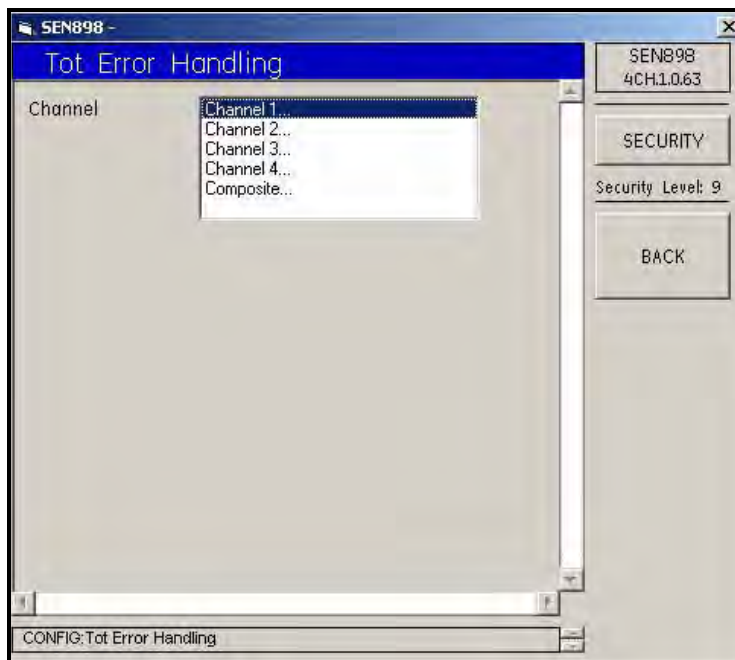 SEN898 -
Tot Error Handling
SEN898
4CH.1.0.63
Channel
Channel 1...
Channel 2...
Channel 3...
Channel 4...
Composite...
SECURITY
Security Level: 9
BACK
CONFIG:Tot Error Handling